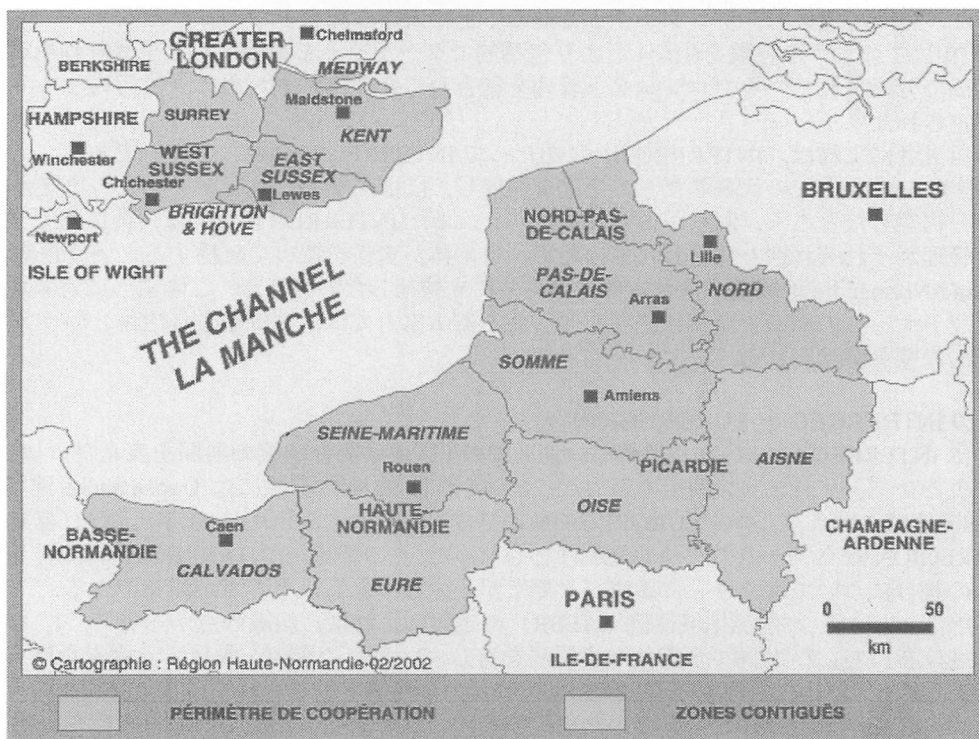 GREATER
LONDON
Chelmsford
BERKSHIRE
MEDWAY
Maidstone
HAMPSHIRE
SURREY
KENT
Winchester
WEST
SUSSEX
EAST
SUSSEX
Chichester
Lewes
BRIGHTON
& HOVE
Newport
ISLE OF WIGHT
BRUXELLES
NORD-PAS-
DE-CALAIS
Lille
PAS-DE-
CALAIS
NORD
Arras
THE CHANNEL
LA MANCHE
SOMME
Amiens
SEINE-MARITIME
PICARDIE
AISNE
Rouen
OISE
HAUTE-
NORMANDIE
BASSE-
NORMANDIE
Caen
CALVADOS
EURE
CHAMPAGNE-
ARDENNE
PARIS
0 50
km
ILE-DE-FRANCE
© Cartographie : Région Haute-Normandie-02/2002
PÉRIMÈTRE DE COOPÉRATION
ZONES CONTIGUËS